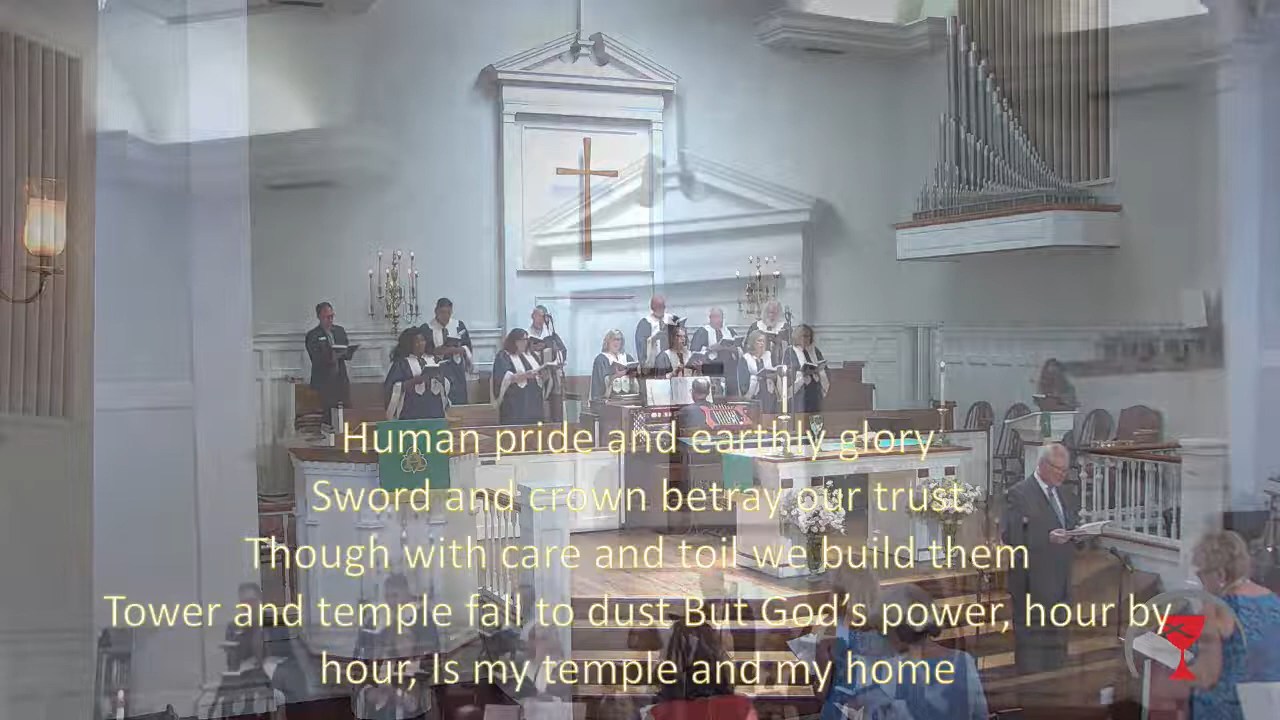 Human pride and earthly glory
Sword and crown betray our trust
Though with care and toil we build them
Tower and temple fall to dust But God’s power, hour by
hour, Is my temple and my home